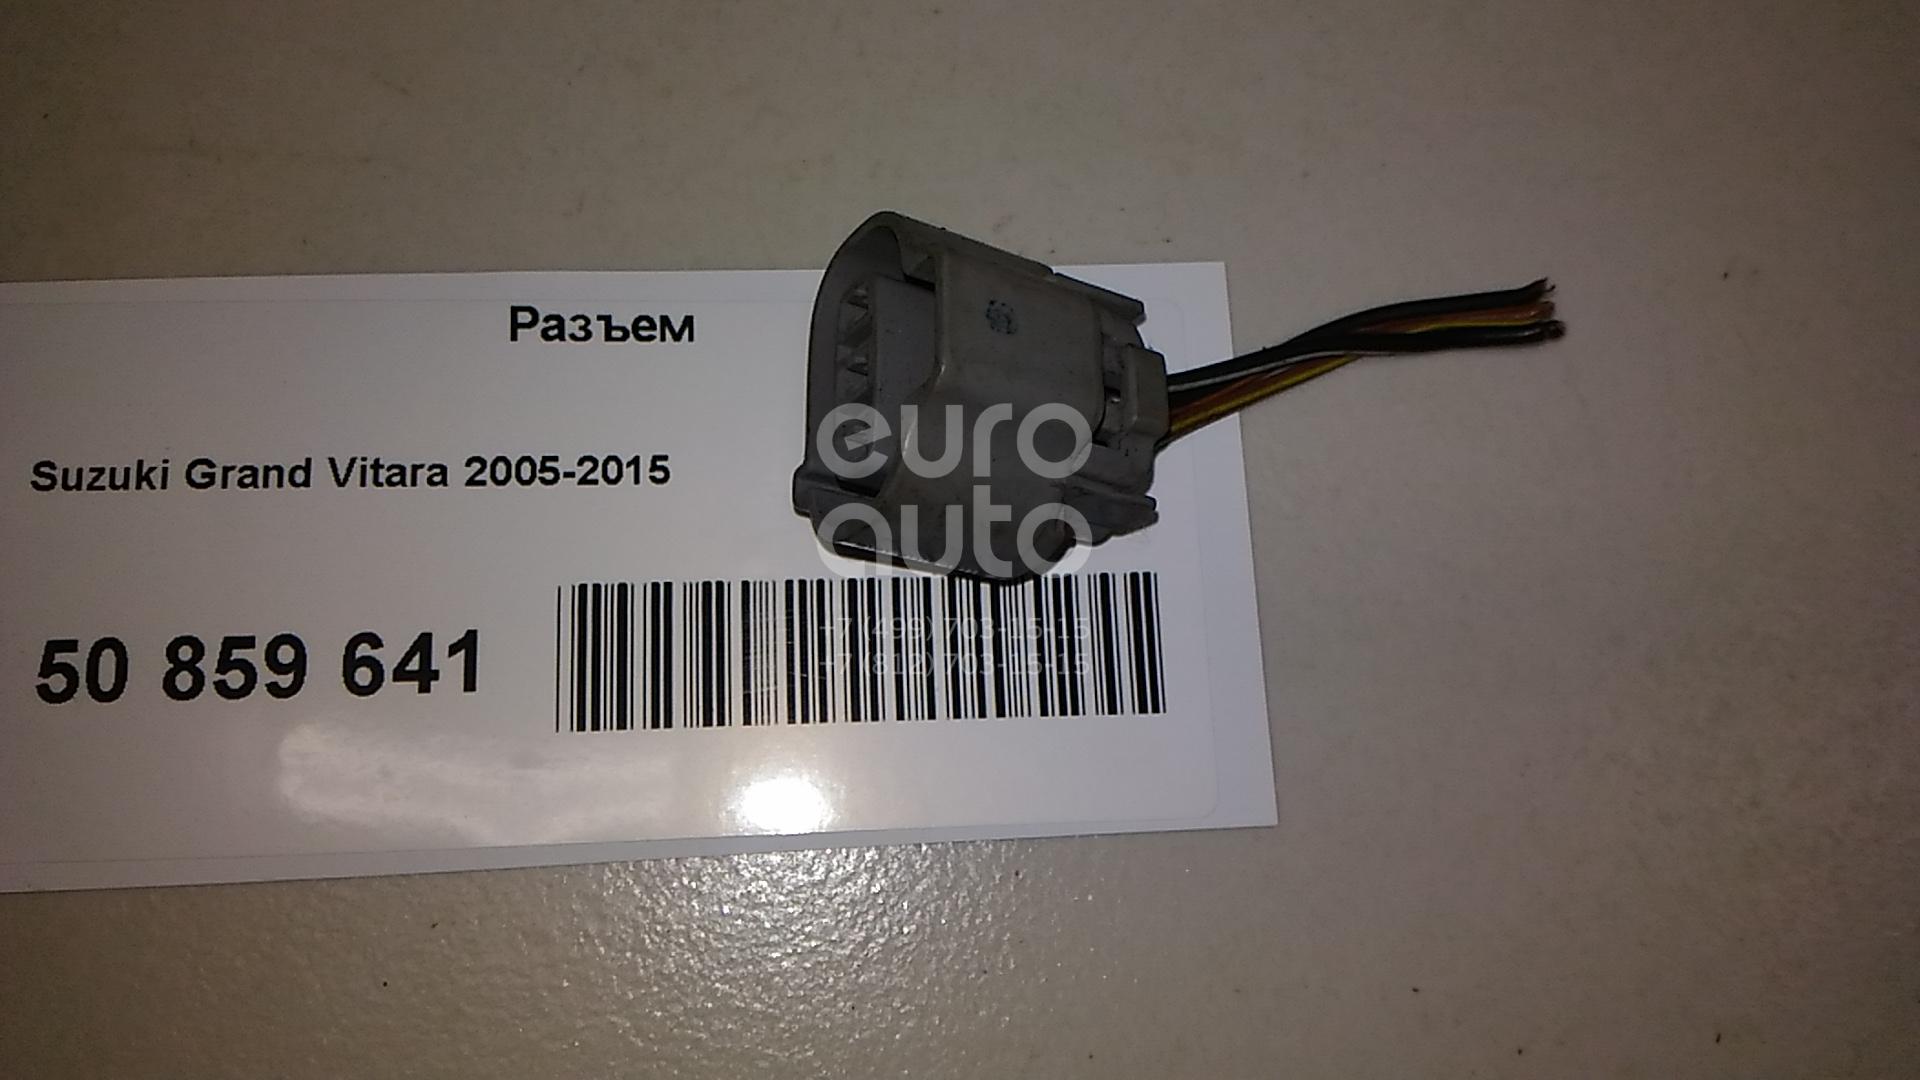 Разъем
Suzuki Grand Vitara 2005-2015
euro
auto
50 859 641
+7 (499) 703-15-15
+7 (812) 703-15-15